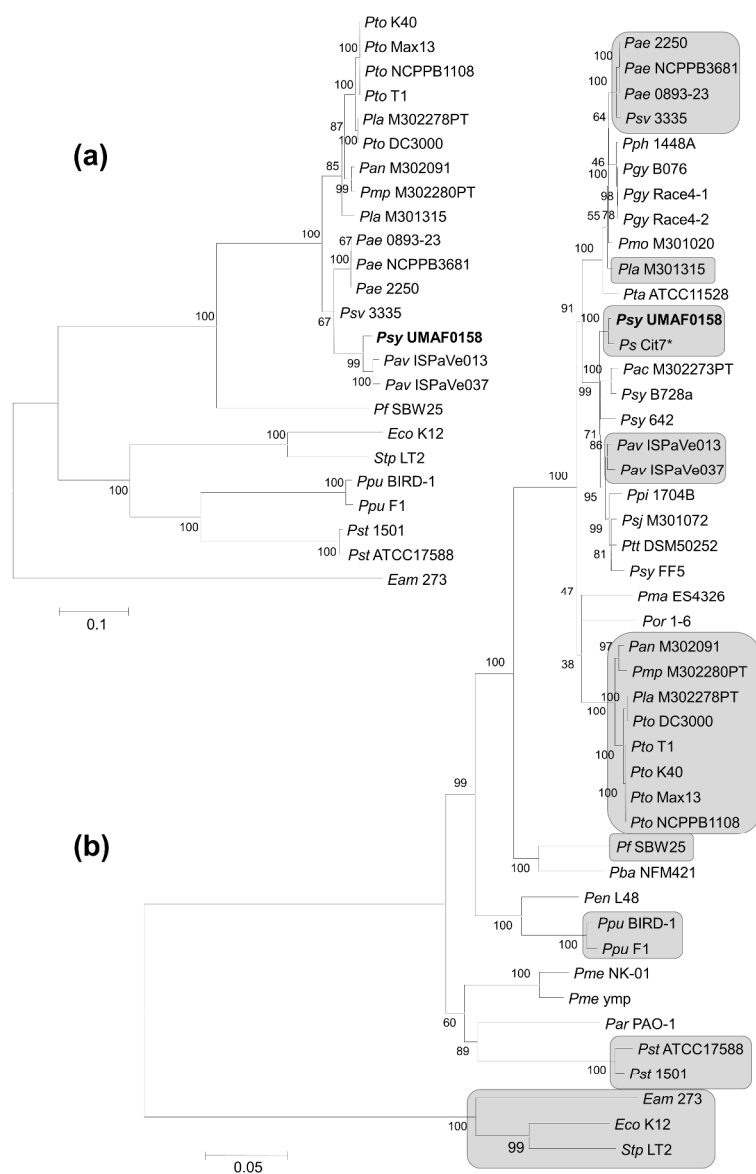 (a)
Pto K40
Pto Max13
100
Pto NCPPB1108
100
Pto T1
Pla M302278PT
87
100
Pto DC3000
85
Pan M302091
99
Pmp M302280PT
Pla M301315
100
67
Pae 0893-23
100
Pae NCPPB3681
Pae 2250
100
Psv 3335
67
Psy UMAF0158
99
Pav ISPaVe013
100
Pav ISPaVe037
Pf SBW25
100
Eco K12
100
Stp LT2
100
Ppu BIRD-1
100
Ppu F1
100
Pst 1501
100
Pst ATCC17588
Eam 273
0.1
(b)
100
Pae 2250
Pae NCPPB3681
100
Pae 0893-23
64
Psv 3335
Pph 1448A
46
100
Pgy B076
98
Pgy Race4-1
55
78
Pgy Race4-2
Pmo M301020
100
Pla M301315
Pta ATCC11528
91
100
Psy UMAF0158
Ps Cit7*
100
Pac M302273PT
99
Psy B728a
Psy 642
71
86
Pav ISPaVe013
Pav ISPaVe037
100
95
Ppi 1704B
Psj M301072
99
Ptt DSM50252
81
Psy FF5
47
Pma ES4326
Por 1-6
97
Pan M302091
38
Pmp M302280PT
100
Pla M302278PT
100
Pto DC3000
Pto T1
100
Pto K40
100
Pto Max13
Pto NCPPB1108
100
99
Pf SBW25
100
Pba NFM421
Pen L48
100
Ppu BIRD-1
100
Ppu F1
100
Pme NK-01
Pme ymp
60
Par PAO-1
89
Pst ATCC17588
100
Pst 1501
Eam 273
100
Eco K12
99
Stp LT2
0.05